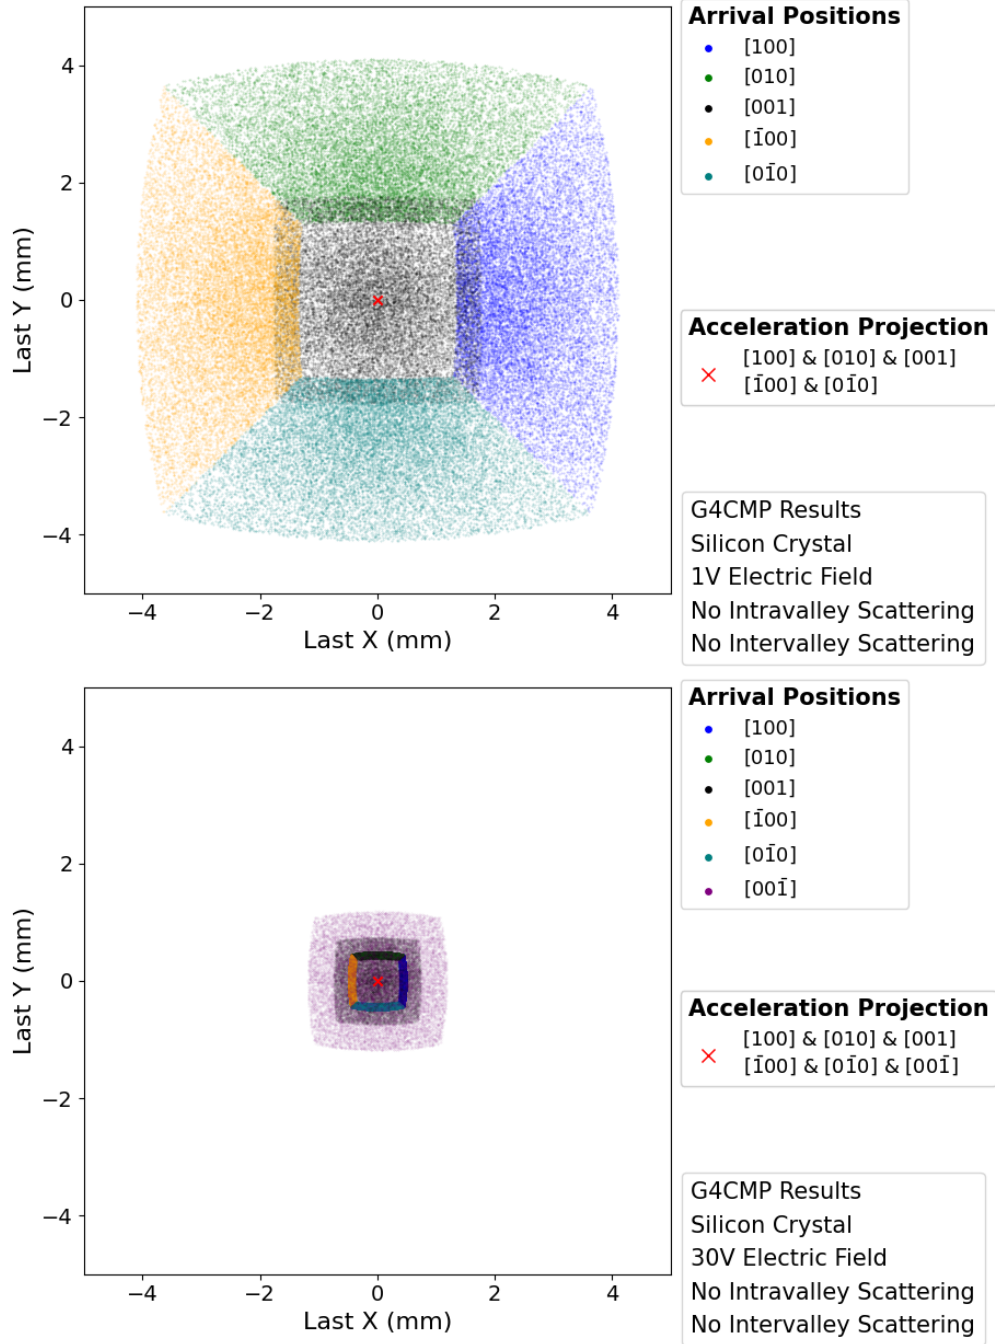 4
2
0
−2
−4
Last Y (mm)
−4 −2 0 2 4
Last X (mm)
Arrival Positions
[100]
[010]
[001]
[1̄00]
[01̄0]
Acceleration Projection
[100] & [010] & [001]
[1̄00] & [01̄0]
G4CMP Results
Silicon Crystal
1V Electric Field
No Intravalley Scattering
No Intervalley Scattering
4
2
0
−2
−4
Last Y (mm)
−4 −2 0 2 4
Last X (mm)
Arrival Positions
[100]
[010]
[001]
[1̄00]
[01̄0]
[001̄]
Acceleration Projection
[100] & [010] & [001]
[1̄00] & [01̄0] & [001̄]
G4CMP Results
Silicon Crystal
30V Electric Field
No Intravalley Scattering
No Intervalley Scattering